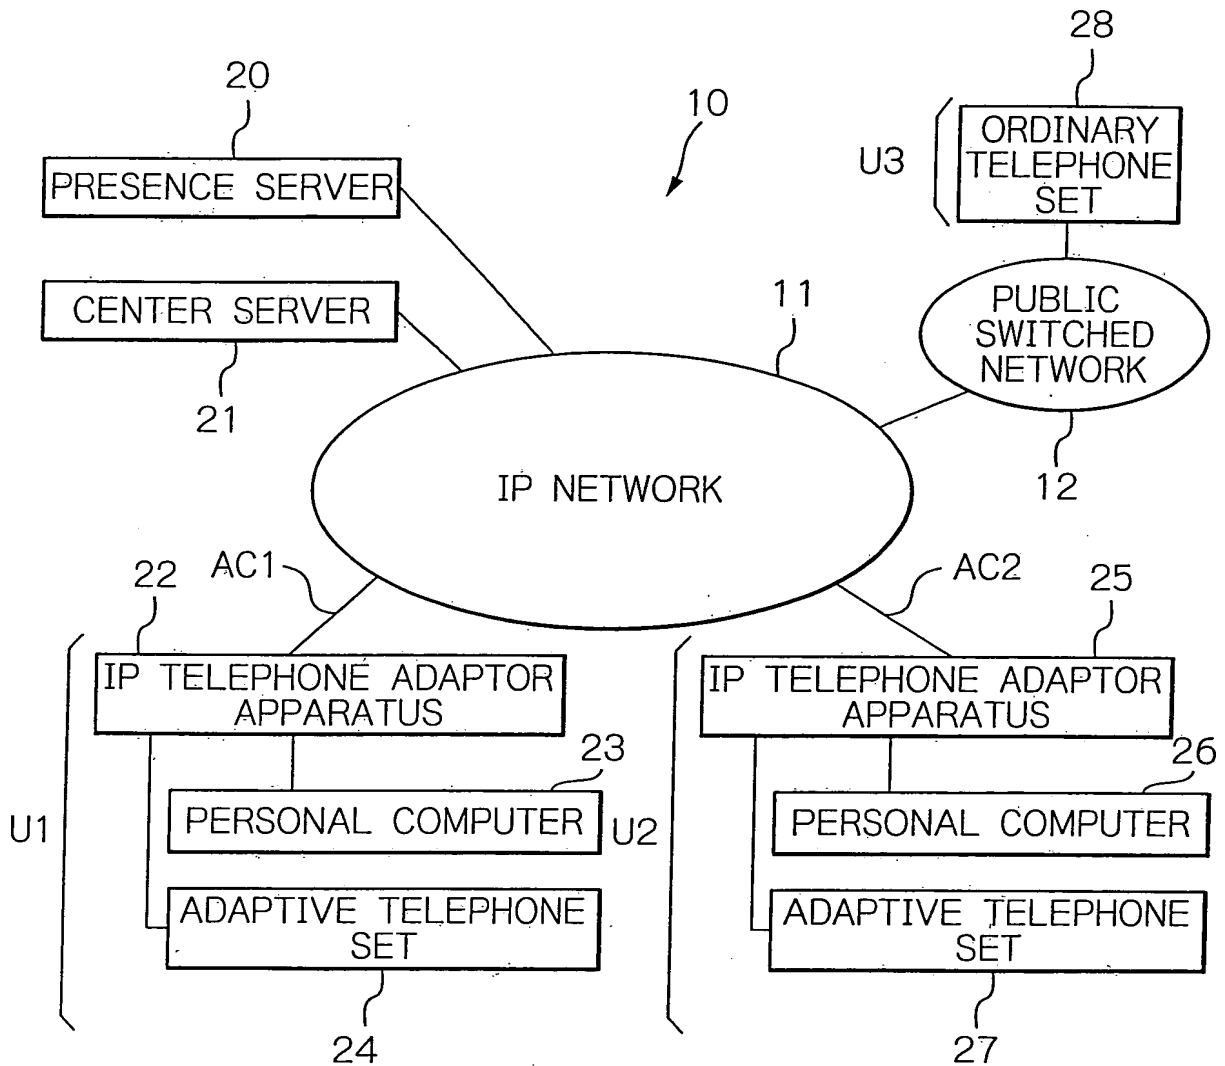 28
20
10
ORDINARY
TELEPHONE
SET
U3
PRESENCE SERVER
11
PUBLIC
SWITCHED
NETWORK
CENTER SERVER
21
12
IP NETWORK
AC1
AC2
22
25
IP TELEPHONE ADAPTOR
APPARATUS
IP TELEPHONE ADAPTOR
APPARATUS
23
26
U1
PERSONAL COMPUTER
U2
PERSONAL COMPUTER
ADAPTIVE TELEPHONE
SET
ADAPTIVE TELEPHONE
SET
24
27